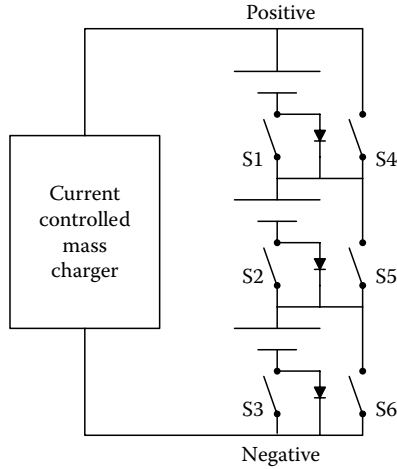 Positive
S1
S4
Current
controlled
mass
charger
S2
S5
S3
S6
Negative